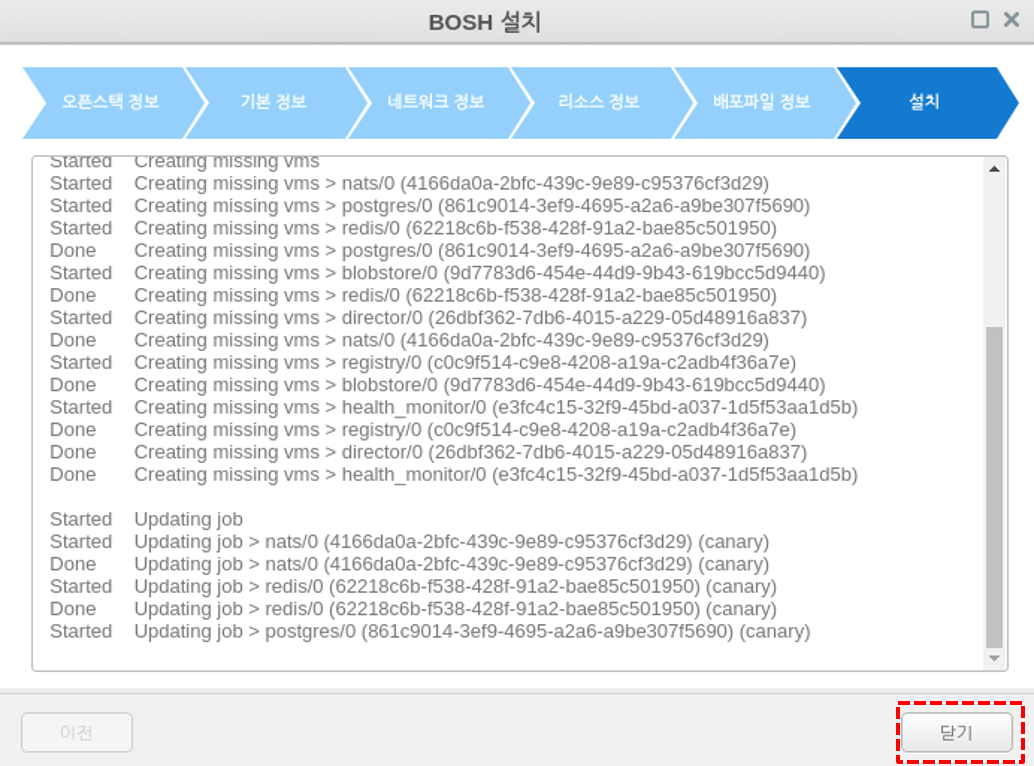 BOSH 설치
오픈스택 정보
기본 정보
네트워크 정보
리소스 정보
배포파일 정보
설치
Started Creating missing vms
Started Creating missing vms > nats/0 (4166da0a-2bfc-439c-9e89-c95376cf3d29)
Started Creating missing vms > postgres/0 (861c9014-3ef9-4695-a2a6-a9be307f5690)
Started Creating missing vms > redis/0 (62218c6b-f538-428f-91a2-bae85c501950)
Done Creating missing vms > postgres/0 (861c9014-3ef9-4695-a2a6-a9be307f5690)
Started Creating missing vms > blobstore/0 (9d7783d6-454e-44d9-9b43-619bcc5d9440)
Done Creating missing vms > redis/0 (62218c6b-f538-428f-91a2-bae85c501950)
Started Creating missing vms > director/0 (26dbf362-7db6-4015-a229-05d48916a837)
Done Creating missing vms > nats/0 (4166da0a-2bfc-439c-9e89-c95376cf3d29)
Started Creating missing vms > registry/0 (c0c9f514-c9e8-4208-a19a-c2adb4f36a7e)
Done Creating missing vms > blobstore/0 (9d7783d6-454e-44d9-9b43-619bcc5d9440)
Started Creating missing vms > health_monitor/0 (e3fc4c15-32f9-45bd-a037-1d5f53aa1d5b)
Done Creating missing vms > registry/0 (c0c9f514-c9e8-4208-a19a-c2adb4f36a7e)
Done Creating missing vms > director/0 (26dbf362-7db6-4015-a229-05d48916a837)
Done Creating missing vms > health_monitor/0 (e3fc4c15-32f9-45bd-a037-1d5f53aa1d5b)
Started Updating job
Started Updating job > nats/0 (4166da0a-2bfc-439c-9e89-c95376cf3d29) (canary)
Done Updating job > nats/0 (4166da0a-2bfc-439c-9e89-c95376cf3d29) (canary)
Started Updating job > redis/0 (62218c6b-f538-428f-91a2-bae85c501950) (canary)
Done Updating job > redis/0 (62218c6b-f538-428f-91a2-bae85c501950) (canary)
Started Updating job > postgres/0 (861c9014-3ef9-4695-a2a6-a9be307f5690) (canary)
이전
닫기